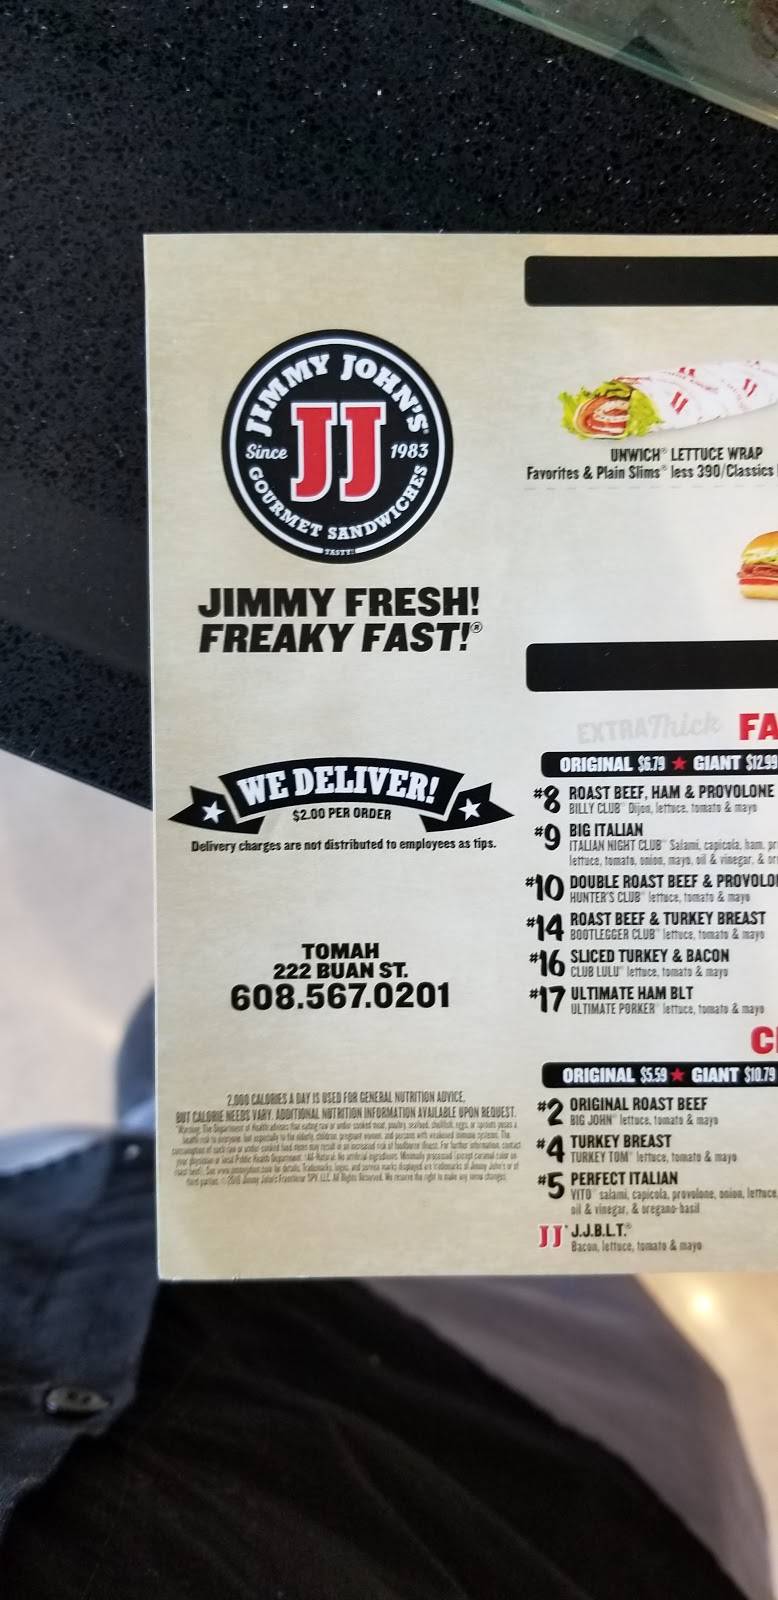 JIMMY JOHN'S®
Since JJ 1983
GOURMET SANDWICHES
TASTY!
JIMMY FRESH!
FREAKY FAST!®
WE DELIVER!
$2.00 PER ORDER
Delivery charges are not distributed to employees as tips.
TOMAH
222 BUAN ST.
608.567.0201
2,000 CALORIES A DAY IS USED FOR GENERAL NUTRITION ADVICE,
BUT CALORIE NEEDS VARY. ADDITIONAL NUTRITION INFORMATION AVAILABLE UPON REQUEST.
UNWICH® LETTUCE WRAP
Favorites & Plain Slims® less 390/Classics
EXTRA Thick FA
ORIGINAL $6.79 ★ GIANT $12.99
#8 ROAST BEEF, HAM & PROVOLONE
BILLY CLUB® Dijon, lettuce, tomato & mayo
#9 BIG ITALIAN
ITALIAN NIGHT CLUB® Salami, capicola, ham, pr
lettuce, tomato, onion, mayo, oil & vinegar, & or
#10 DOUBLE ROAST BEEF & PROVOLO
HUNTER'S CLUB® lettuce, tomato & mayo
#14 ROAST BEEF & TURKEY BREAST
BOOTLEGGER CLUB® lettuce, tomato & mayo
#16 SLICED TURKEY & BACON
CLUB LULU® lettuce, tomato & mayo
#17 ULTIMATE HAM BLT
ULTIMATE PORKER™ lettuce, tomato & mayo
ORIGINAL $5.59 ★ GIANT $10.79
#2 ORIGINAL ROAST BEEF
BIG JOHN® lettuce, tomato & mayo
#4 TURKEY BREAST
TURKEY TOM® lettuce, tomato & mayo
#5 PERFECT ITALIAN
VITO® salami, capicola, provolone, onion, lettuce,
oil & vinegar, & oregano-basil
JJ® J.J.B.L.T.®
Bacon, lettuce, tomato & mayo